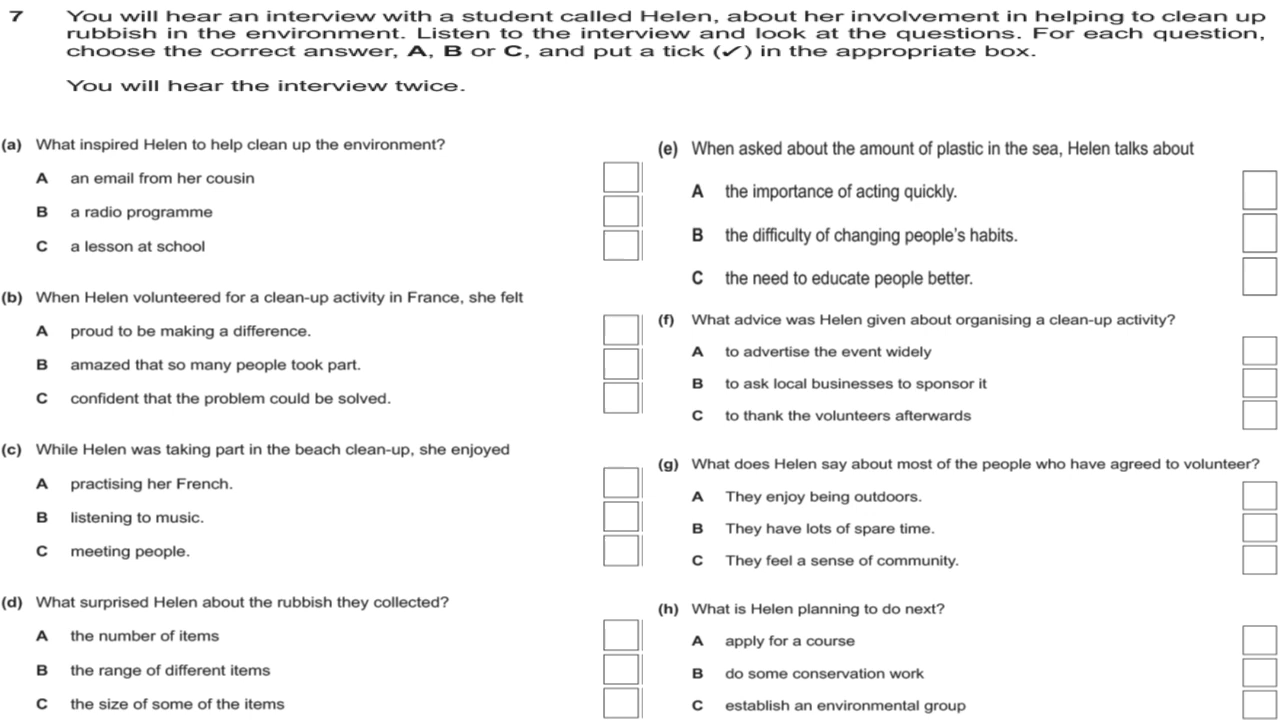 7 You will hear an interview with a student called Helen, about her involvement in helping to clean up
rubbish in the environment. Listen to the interview and look at the questions. For each question,
choose the correct answer, A, B or C, and put a tick (✓) in the appropriate box.
You will hear the interview twice.
(a) What inspired Helen to help clean up the environment?
A an email from her cousin
B a radio programme
C a lesson at school
(b) When Helen volunteered for a clean-up activity in France, she felt
A proud to be making a difference.
B amazed that so many people took part.
C confident that the problem could be solved.
(c) While Helen was taking part in the beach clean-up, she enjoyed
A practising her French.
B listening to music.
C meeting people.
(d) What surprised Helen about the rubbish they collected?
A the number of items
B the range of different items
C the size of some of the items
(e) When asked about the amount of plastic in the sea, Helen talks about
A the importance of acting quickly.
B the difficulty of changing people's habits.
C the need to educate people better.
(f) What advice was Helen given about organising a clean-up activity?
A to advertise the event widely
B to ask local businesses to sponsor it
C to thank the volunteers afterwards
(g) What does Helen say about most of the people who have agreed to volunteer?
A They enjoy being outdoors.
B They have lots of spare time.
C They feel a sense of community.
(h) What is Helen planning to do next?
A apply for a course
B do some conservation work
C establish an environmental group